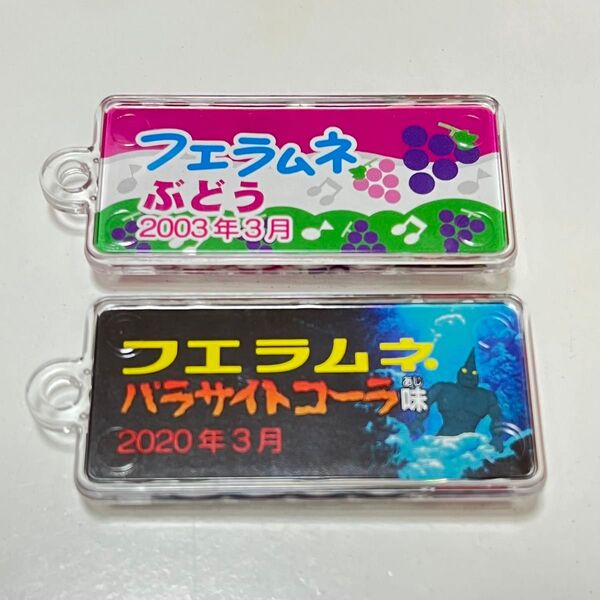 フエラムネ
ぶどう
2003年3月
フエラムネ
パラサイトコーラ味
あじ
2020年3月